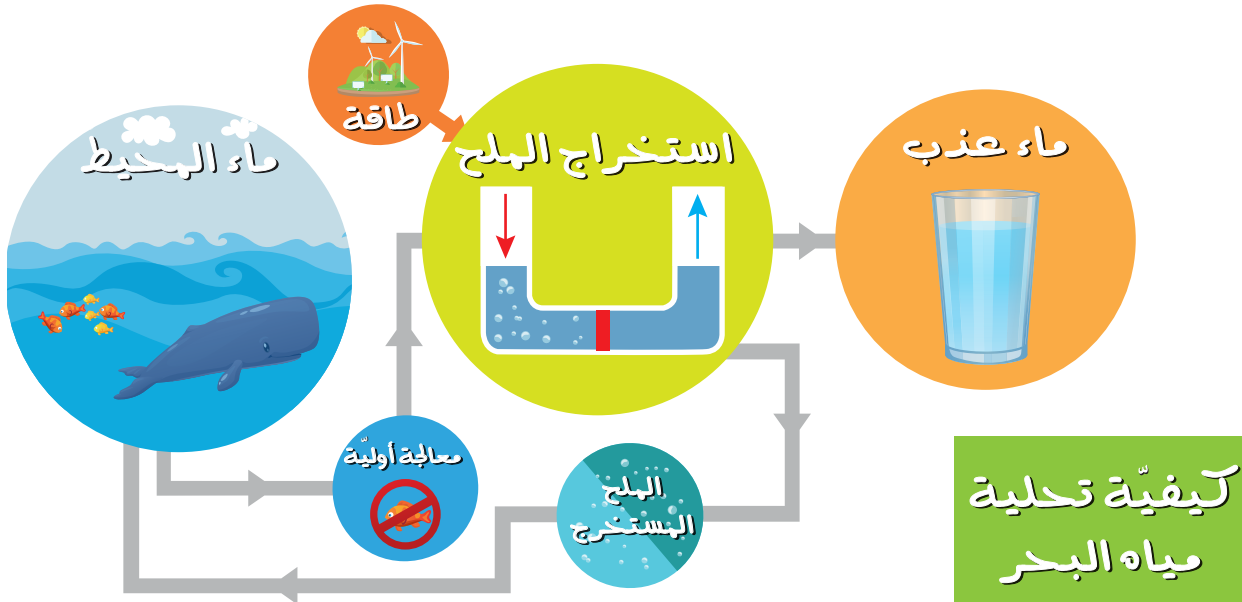 طاقة
ماء المحيط
استخراج الملح
ماء عذب
معالجة أوليّة
الملح
المستخرج
كيفيّة تحلية
مياه البحر